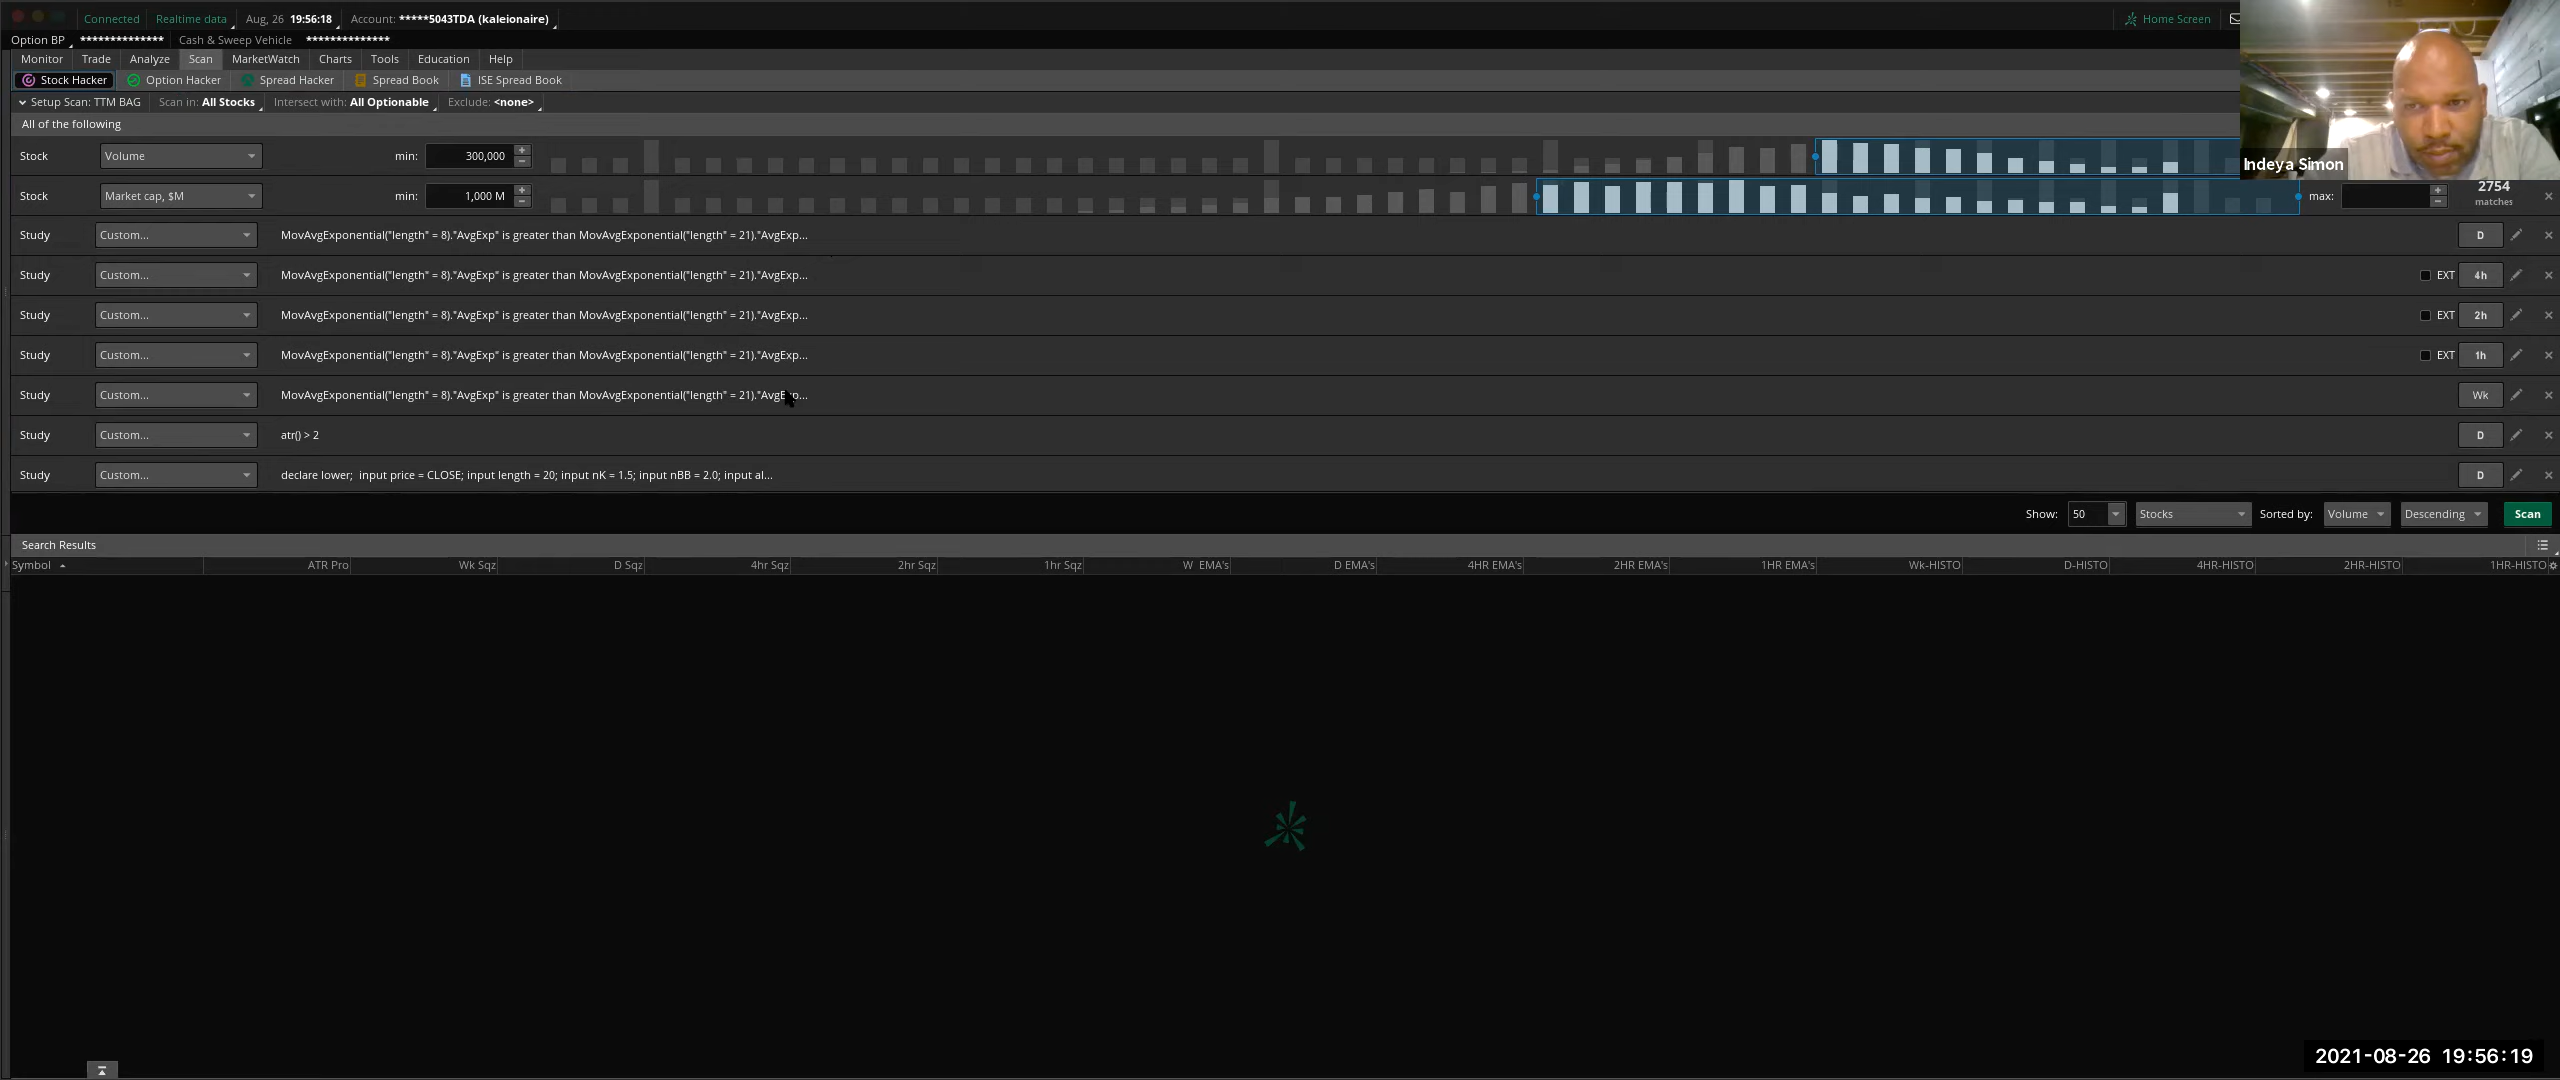 Connected Realtime data Aug, 26 19:56:18 Account: *****5043TDA (kaleionaire) Home Screen
Option BP ************** Cash & Sweep Vehicle **************
Monitor Trade Analyze Scan MarketWatch Charts Tools Education Help
Stock Hacker Option Hacker Spread Hacker Spread Book ISE Spread Book
Setup Scan: TTM BAG Scan in: All Stocks Intersect with: All Optionable Exclude: <none>
All of the following
Stock Volume min: 300,000
Indeya Simon
Stock Market cap, $M min: 1,000 M max: 2754 matches
Study Custom... MovAvgExponential("length" = 8)."AvgExp" is greater than MovAvgExponential("length" = 21)."AvgExp... D
Study Custom... MovAvgExponential("length" = 8)."AvgExp" is greater than MovAvgExponential("length" = 21)."AvgExp... EXT 4h
Study Custom... MovAvgExponential("length" = 8)."AvgExp" is greater than MovAvgExponential("length" = 21)."AvgExp... EXT 2h
Study Custom... MovAvgExponential("length" = 8)."AvgExp" is greater than MovAvgExponential("length" = 21)."AvgExp... EXT 1h
Study Custom... MovAvgExponential("length" = 8)."AvgExp" is greater than MovAvgExponential("length" = 21)."AvgExp... Wk
Study Custom... atr() > 2 D
Study Custom... declare lower; input price = CLOSE; input length = 20; input nK = 1.5; input nBB = 2.0; input al... D
Show: 50 Stocks Sorted by: Volume Descending Scan
Search Results
Symbol ATR Pro Wk Sqz D Sqz 4hr Sqz 2hr Sqz 1hr Sqz W EMA's D EMA's 4HR EMA's 2HR EMA's 1HR EMA's Wk-HISTO D-HISTO 4HR-HISTO 2HR-HISTO 1HR-HISTO
2021-08-26 19:56:19